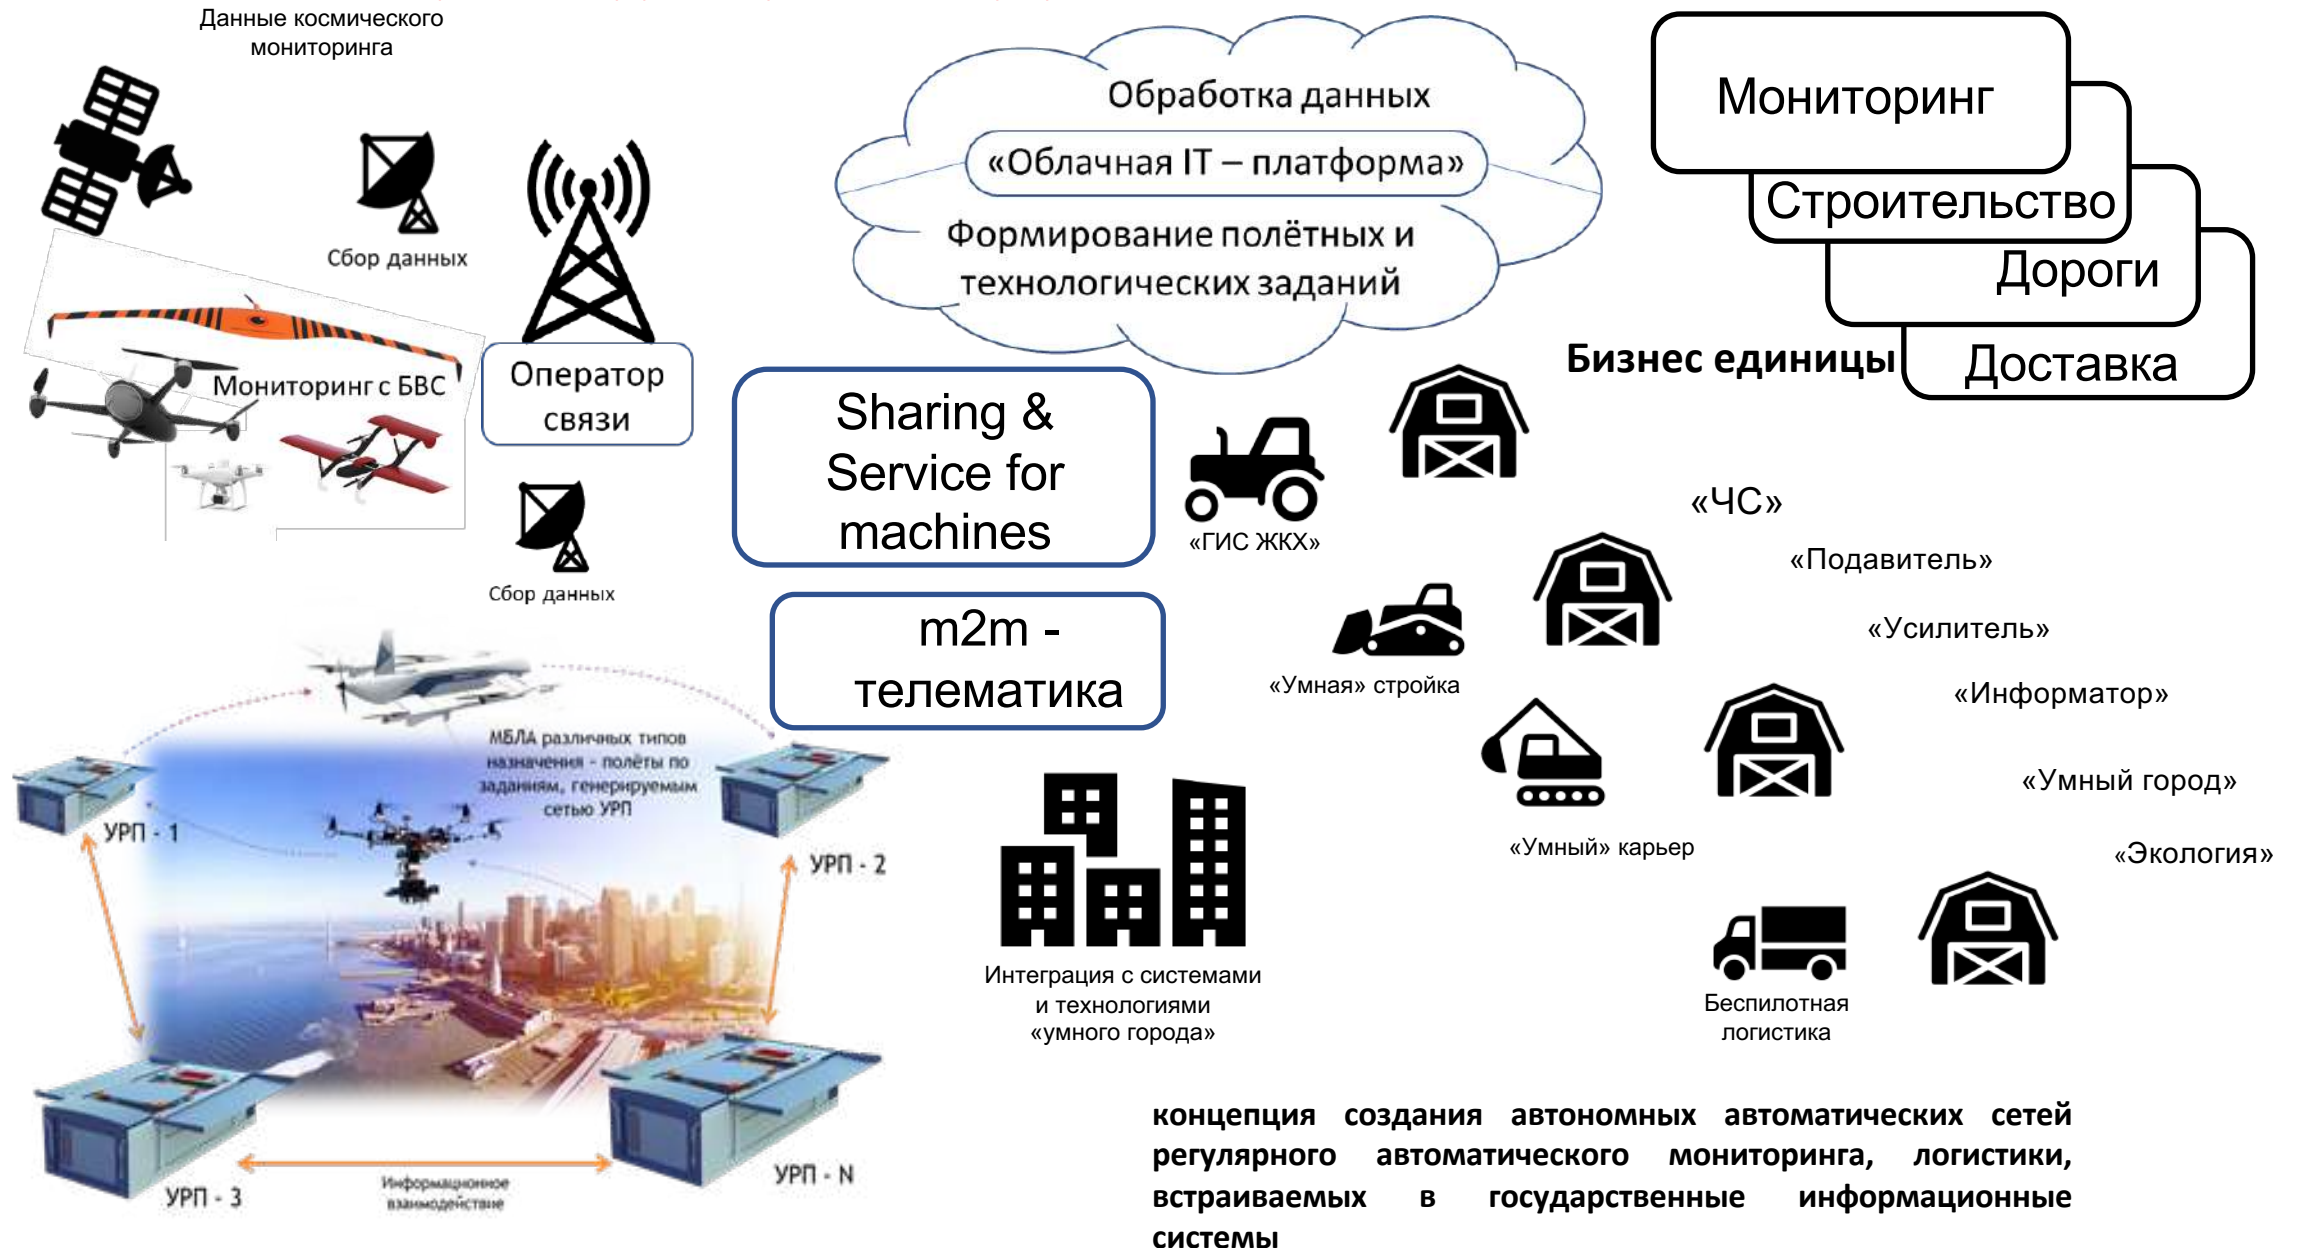 Данные космического
мониторинга
Сбор данных
Мониторинг с БВС
Оператор
связи
Сбор данных
Обработка данных
«Облачная IT – платформа»
Формирование полётных и
технологических заданий
Мониторинг
Строительство
Дороги
Доставка
Бизнес единицы
Sharing &
Service for
machines
m2m -
телематика
«ГИС ЖКХ»
«Умная» стройка
«Умный» карьер
Беспилотная
логистика
«ЧС»
«Подавитель»
«Усилитель»
«Информатор»
«Умный город»
«Экология»
МБЛА различных типов
назначения - полёты по
заданиям, генерируемым
сетью УРП
УРП - 1
УРП - 2
УРП - 3
УРП - N
Информационное
взаимодействие
Интеграция с системами
и технологиями
«умного города»
концепция создания автономных автоматических сетей
регулярного автоматического мониторинга, логистики,
встраиваемых в государственные информационные
системы